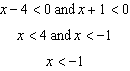 x − 4 < 0 and x + 1 < 0
x < 4 and x < −1
x < −1